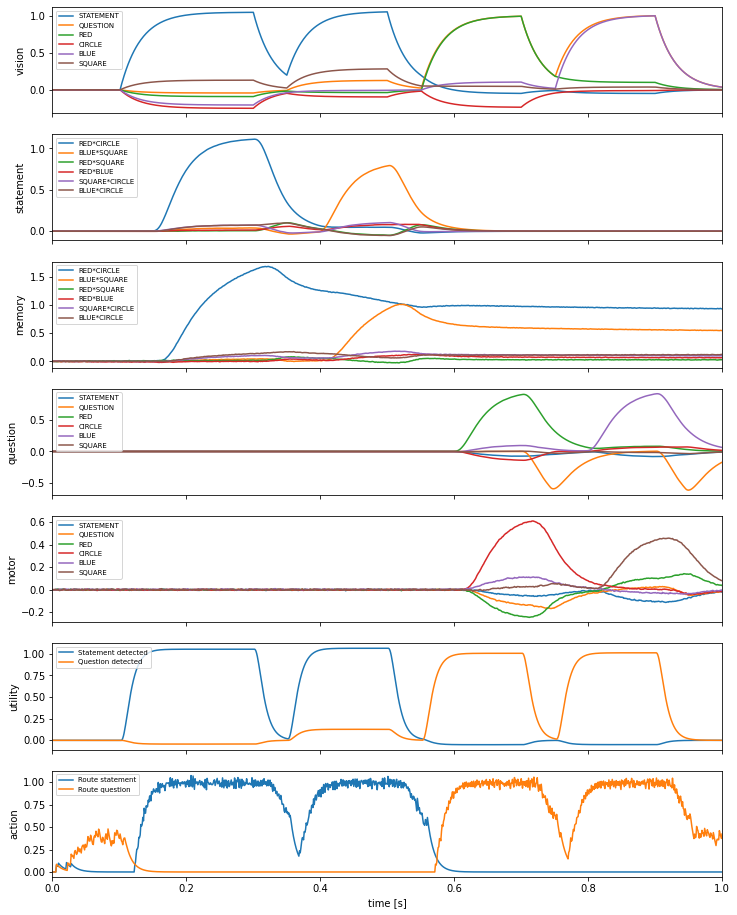 1.0
0.5
0.0
vision
STATEMENT
QUESTION
RED
CIRCLE
BLUE
SQUARE
1.0
0.5
0.0
statement
RED*CIRCLE
BLUE*SQUARE
RED*SQUARE
RED*BLUE
SQUARE*CIRCLE
BLUE*CIRCLE
1.5
1.0
0.5
0.0
memory
RED*CIRCLE
BLUE*SQUARE
RED*SQUARE
RED*BLUE
SQUARE*CIRCLE
BLUE*CIRCLE
0.5
0.0
−0.5
question
STATEMENT
QUESTION
RED
CIRCLE
BLUE
SQUARE
0.6
0.4
0.2
0.0
−0.2
motor
STATEMENT
QUESTION
RED
CIRCLE
BLUE
SQUARE
1.00
0.75
0.50
0.25
0.00
utility
Statement detected
Question detected
1.00
0.75
0.50
0.25
0.00
action
Route statement
Route question
0.0 0.2 0.4 0.6 0.8 1.0
time [s]